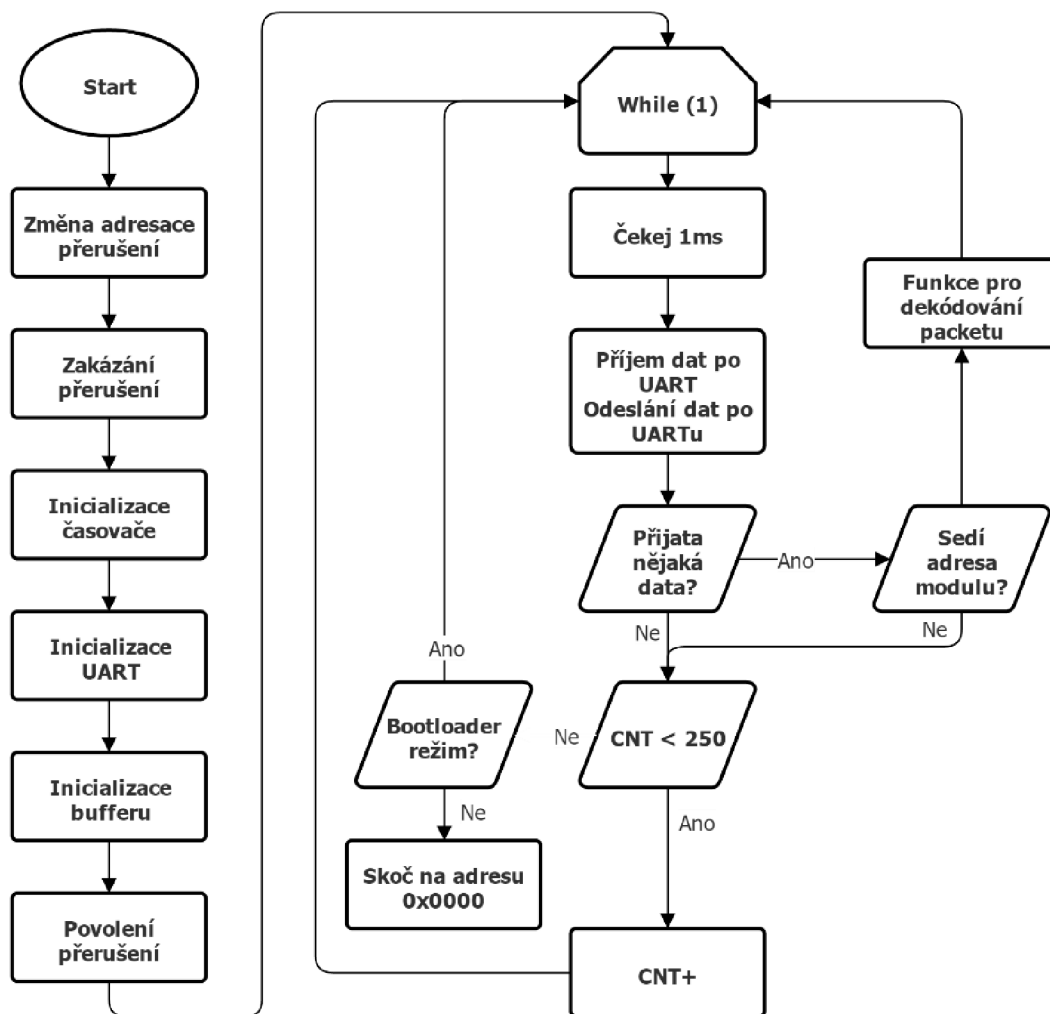 Start
Změna adresace
přerušení
Zakázání
přerušení
Inicializace
časovače
Inicializace
UART
Inicializace
bufferu
Povolení
přerušení
While (1)
Čekej 1ms
Příjem dat po
UART
Odeslání dat po
UARTu
Přijata
nějaká
data?
Ano
Sedí
adresa
modulu?
Funkce pro
dekódování
packetu
Ne
Ne
CNT < 250
Ne
Ano
Bootloader
režim?
Ano
Ne
Skoč na adresu
0x0000
CNT+